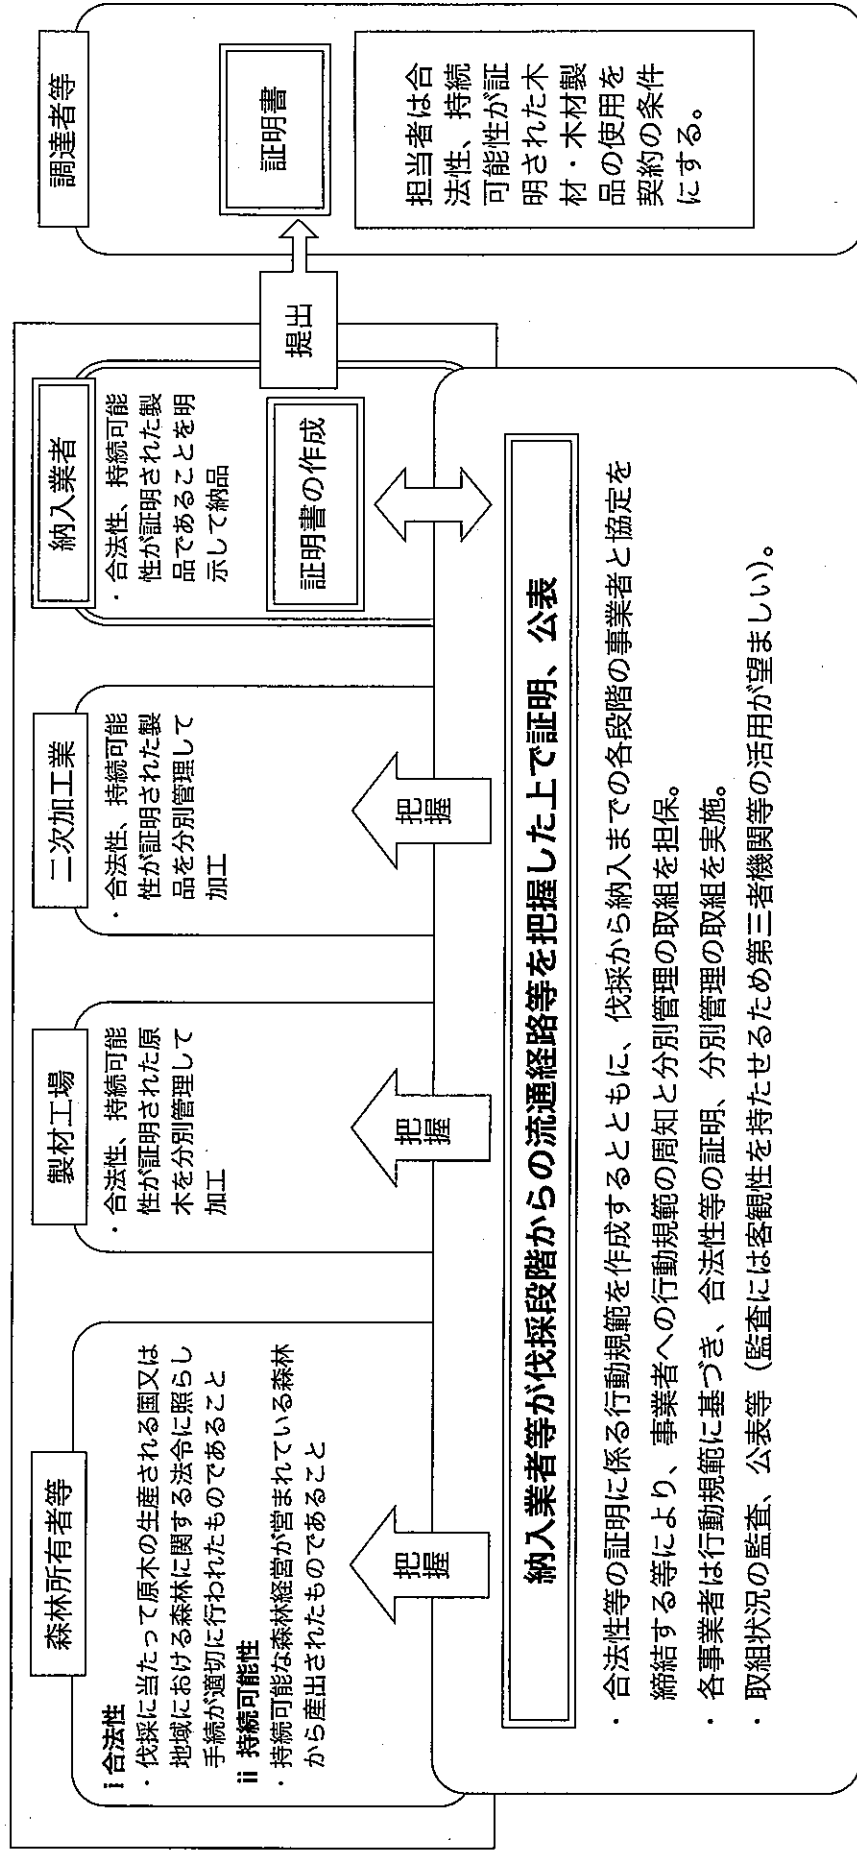 森林所有者等
i 合法性
・伐採に当たって原木の生産される国又は
地域における森林に関する法令に照らし
手続が適切に行われたものであること
ii 持続可能性
・持続可能な森林経営が営まれている森林
から産出されたものであること
製材工場
・合法性、持続可能
性が証明された原
木を分別管理して
加工
二次加工業
・合法性、持続可能
性が証明された製
品を分別管理して
加工
納入業者
・合法性、持続可能
性が証明された製
品であることを明
示して納品
証明書の作成
提出
調達者等
証明書
担当者は合
法性、持続
可能性が証
明された木
材・木材製
品の使用を
契約の条件
にする。
把握
把握
把握
納入業者等が伐採段階からの流通経路等を把握した上で証明、公表
・合法性等の証明に係る行動規範を作成するとともに、伐採から納入までの各段階の事業者と協定を
締結する等により、事業者への行動規範の周知と分別管理の取組を担保。
・各事業者は行動規範に基づき、合法性等の証明、分別管理の取組を実施。
・取組状況の監査、公表等（監査には客観性を持たせるため第三者機関等の活用が望ましい）。